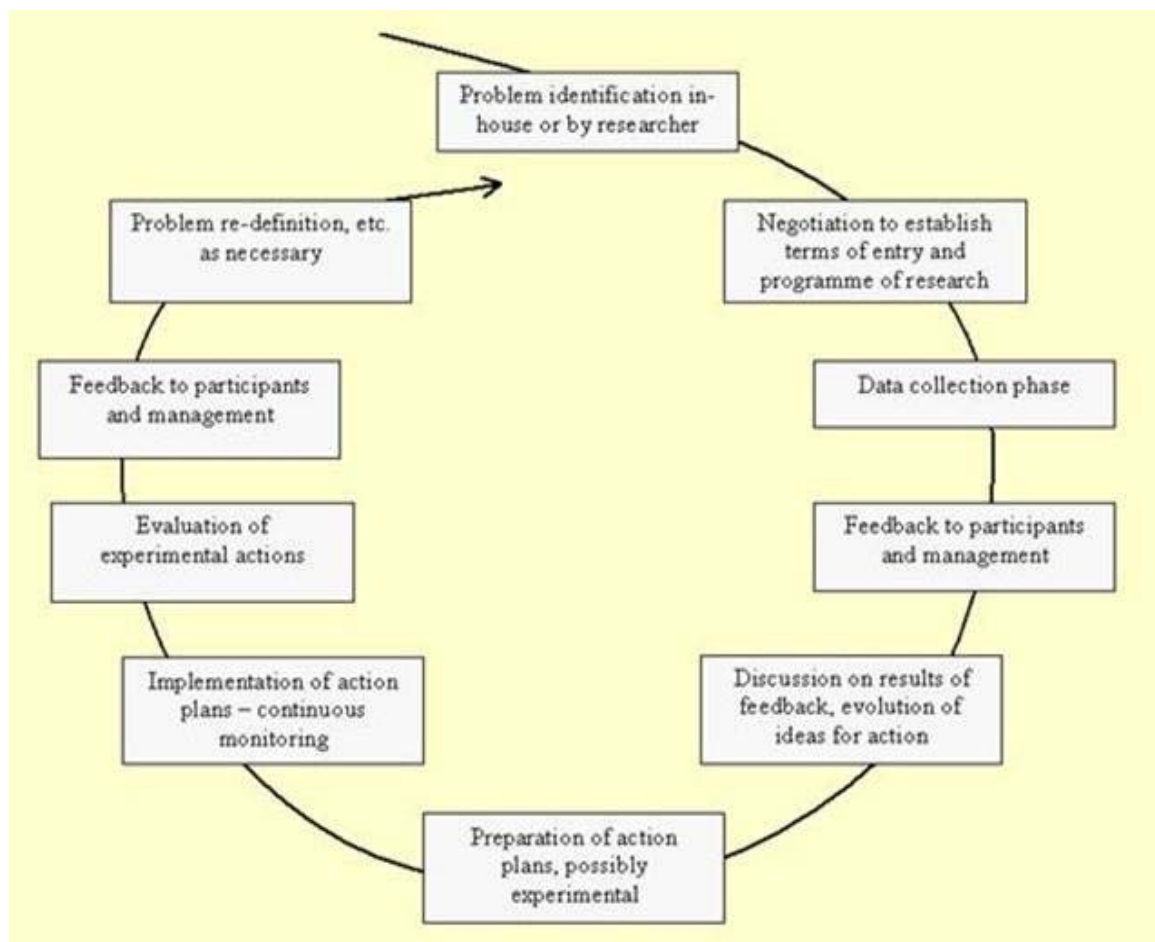 Problem identification in-
house or by researcher
Negotiation to establish
terms of entry and
programme of research
Data collection phase
Feedback to participants
and management
Discussion on results of
feedback, evolution of
ideas for action
Preparation of action
plans, possibly
experimental
Implementation of action
plans – continuous
monitoring
Evaluation of
experimental actions
Feedback to participants
and management
Problem re-definition, etc.
as necessary